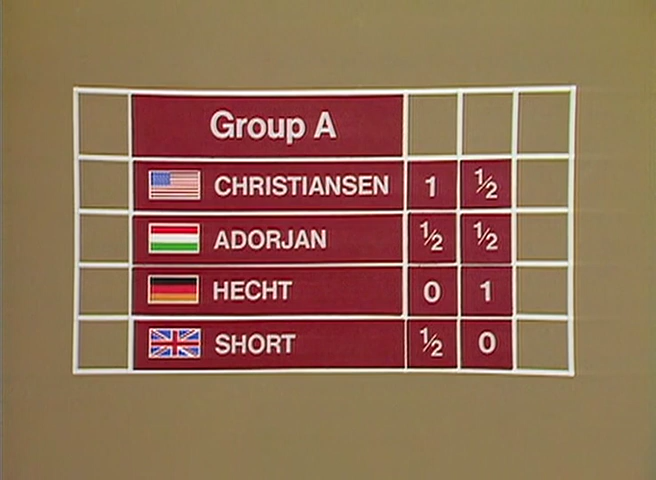 Group A
CHRISTIANSEN 1 ½
ADORJAN ½ ½
HECHT 0 1
SHORT ½ 0